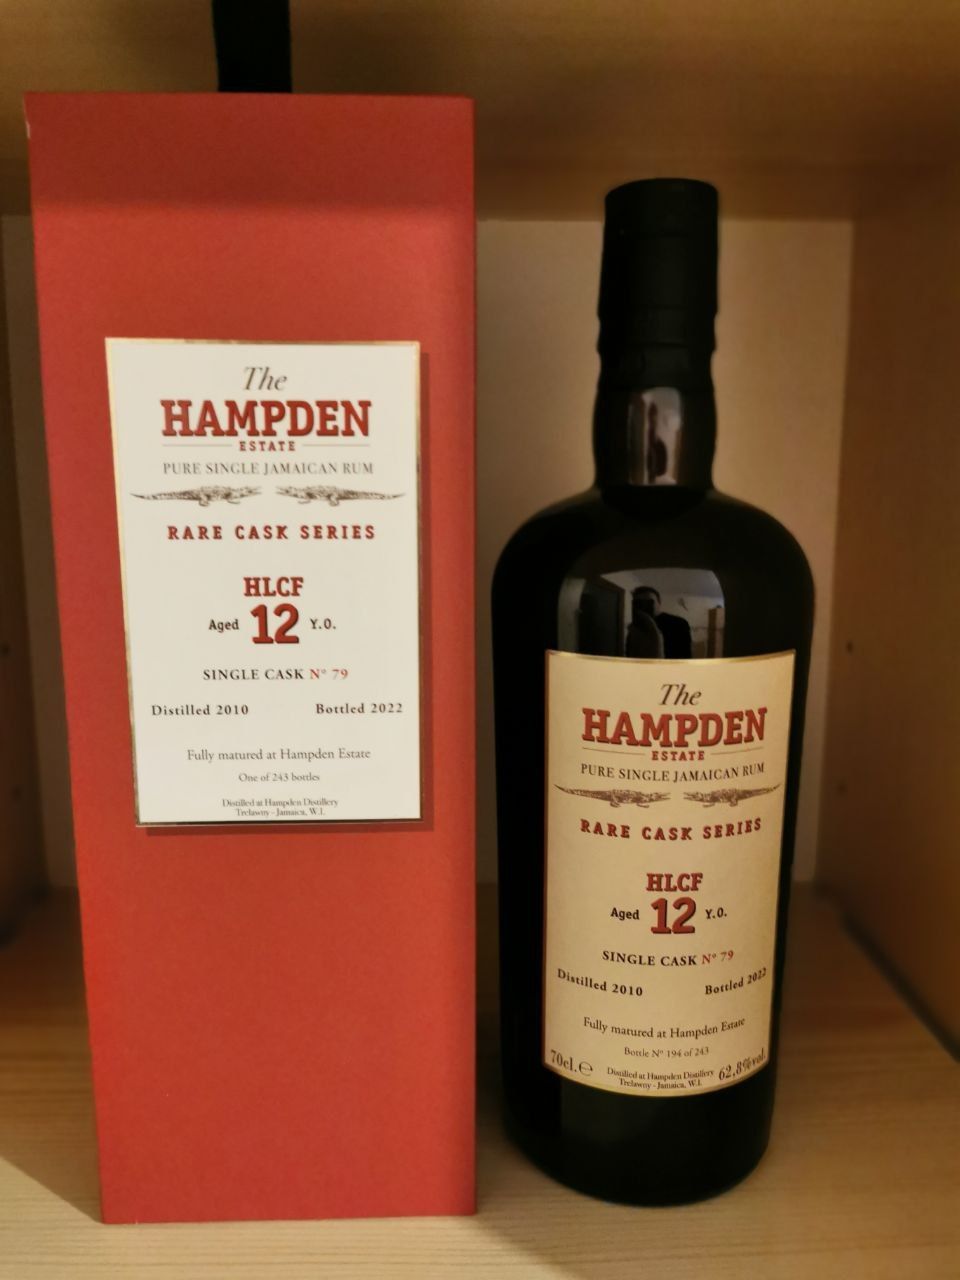 The
HAMPDEN
ESTATE
PURE SINGLE JAMAICAN RUM
RARE CASK SERIES
HLCF
Aged 12 Y.O.
SINGLE CASK N° 79
Distilled 2010 Bottled 2022
Fully matured at Hampden Estate
One of 243 bottles
Distilled at Hampden Distillery
Trelawny - Jamaica, W.I.
The
HAMPDEN
ESTATE
PURE SINGLE JAMAICAN RUM
RARE CASK SERIES
HLCF
Aged 12 Y.O.
SINGLE CASK N° 79
Distilled 2010 Bottled 2022
Fully matured at Hampden Estate
Bottle N° 194 of 243
70cl.℮ Distilled at Hampden Distillery 62,8%vol.
Trelawny - Jamaica, W.I.